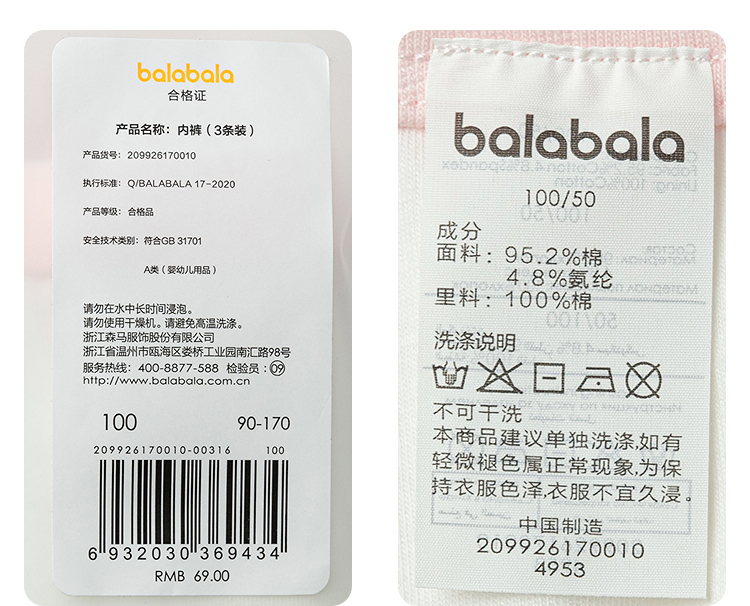 balabala
合格证
产品名称：内裤（3条装）
产品货号：209926170010
执行标准：Q/BALABALA 17-2020
产品等级：合格品
安全技术类别：符合GB 31701
A类（婴幼儿用品）
请勿在水中长时间浸泡。
请勿使用干燥机。请避免高温洗涤。
浙江森马服饰股份有限公司
浙江省温州市瓯海区娄桥工业园南汇路98号
服务热线：400-8877-588 检验员：09
http://www.balabala.com.cn
100 90-170
209926170010-00316 100
6 932030 369434
RMB 69.00
balabala
100/50
成分
面料：95.2%棉
4.8%氨纶
里料：100%棉
洗涤说明
不可干洗
本商品建议单独洗涤,如有
轻微褪色属正常现象,为保
持衣服色泽,衣服不宜久浸。
中国制造
209926170010
4953